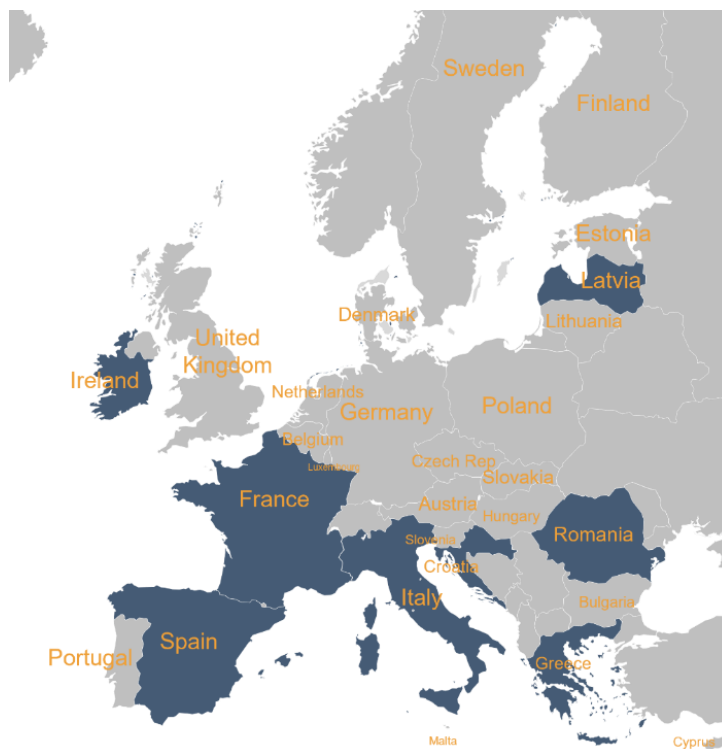 Sweden
Finland
Estonia
Latvia
Lithuania
Denmark
United
Kingdom
Ireland
Netherlands
Germany
Poland
Belgium
Luxembourg
Czech Rep
Slovakia
France
Austria
Hungary
Slovenia
Romania
Croatia
Italy
Bulgaria
Spain
Portugal
Greece
Malta
Cyprus